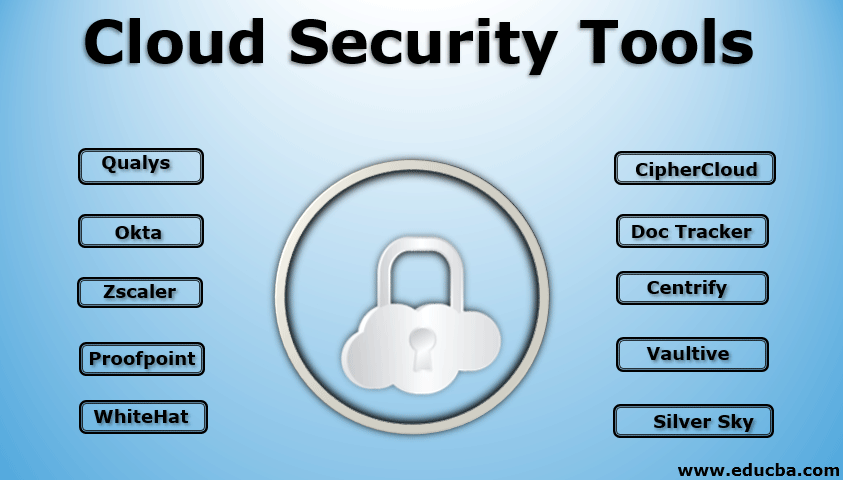 Cloud Security Tools
Qualys
Okta
Zscaler
Proofpoint
WhiteHat
CipherCloud
Doc Tracker
Centrify
Vaultive
Silver Sky
www.educba.com